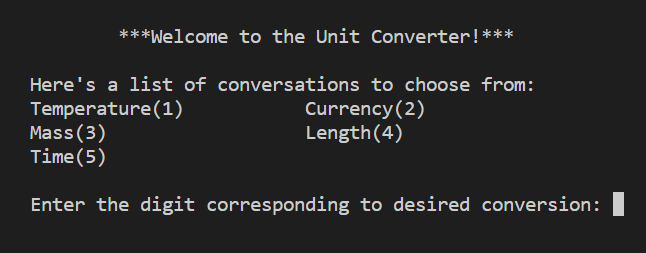 ***Welcome to the Unit Converter!***
Here's a list of conversations to choose from:
Temperature(1) Currency(2)
Mass(3) Length(4)
Time(5)
Enter the digit corresponding to desired conversion: